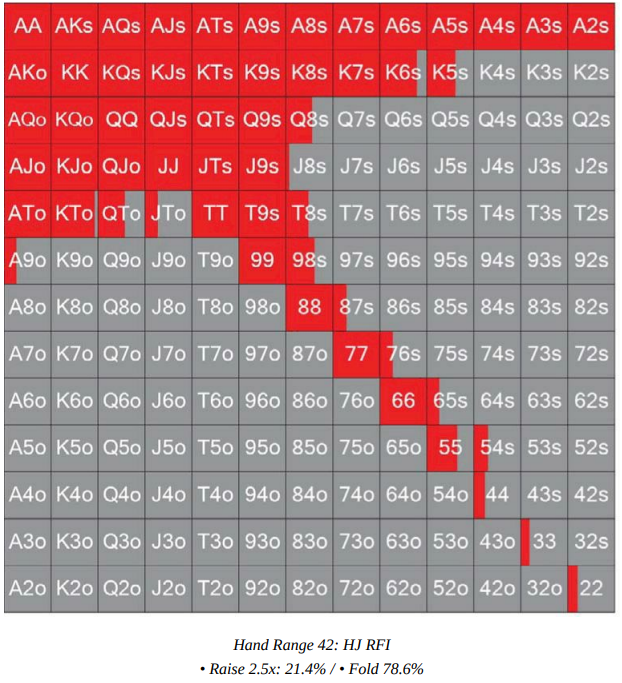 AA AKs AQs AJs ATs A9s A8s A7s A6s A5s A4s A3s A2s
AKo KK KQs KJs KTs K9s K8s K7s K6s K5s K4s K3s K2s
AQo KQo QQ QJs QTs Q9s Q8s Q7s Q6s Q5s Q4s Q3s Q2s
AJo KJo QJo JJ JTs J9s J8s J7s J6s J5s J4s J3s J2s
ATo KTo QTo JTo TT T9s T8s T7s T6s T5s T4s T3s T2s
A9o K9o Q9o J9o T9o 99 98s 97s 96s 95s 94s 93s 92s
A8o K8o Q8o J8o T8o 98o 88 87s 86s 85s 84s 83s 82s
A7o K7o Q7o J7o T7o 97o 87o 77 76s 75s 74s 73s 72s
A6o K6o Q6o J6o T6o 96o 86o 76o 66 65s 64s 63s 62s
A5o K5o Q5o J5o T5o 95o 85o 75o 65o 55 54s 53s 52s
A4o K4o Q4o J4o T4o 94o 84o 74o 64o 54o 44 43s 42s
A3o K3o Q3o J3o T3o 93o 83o 73o 63o 53o 43o 33 32s
A2o K2o Q2o J2o T2o 92o 82o 72o 62o 52o 42o 32o 22
Hand Range 42: HJ RFI
• Raise 2.5x: 21.4% / • Fold 78.6%